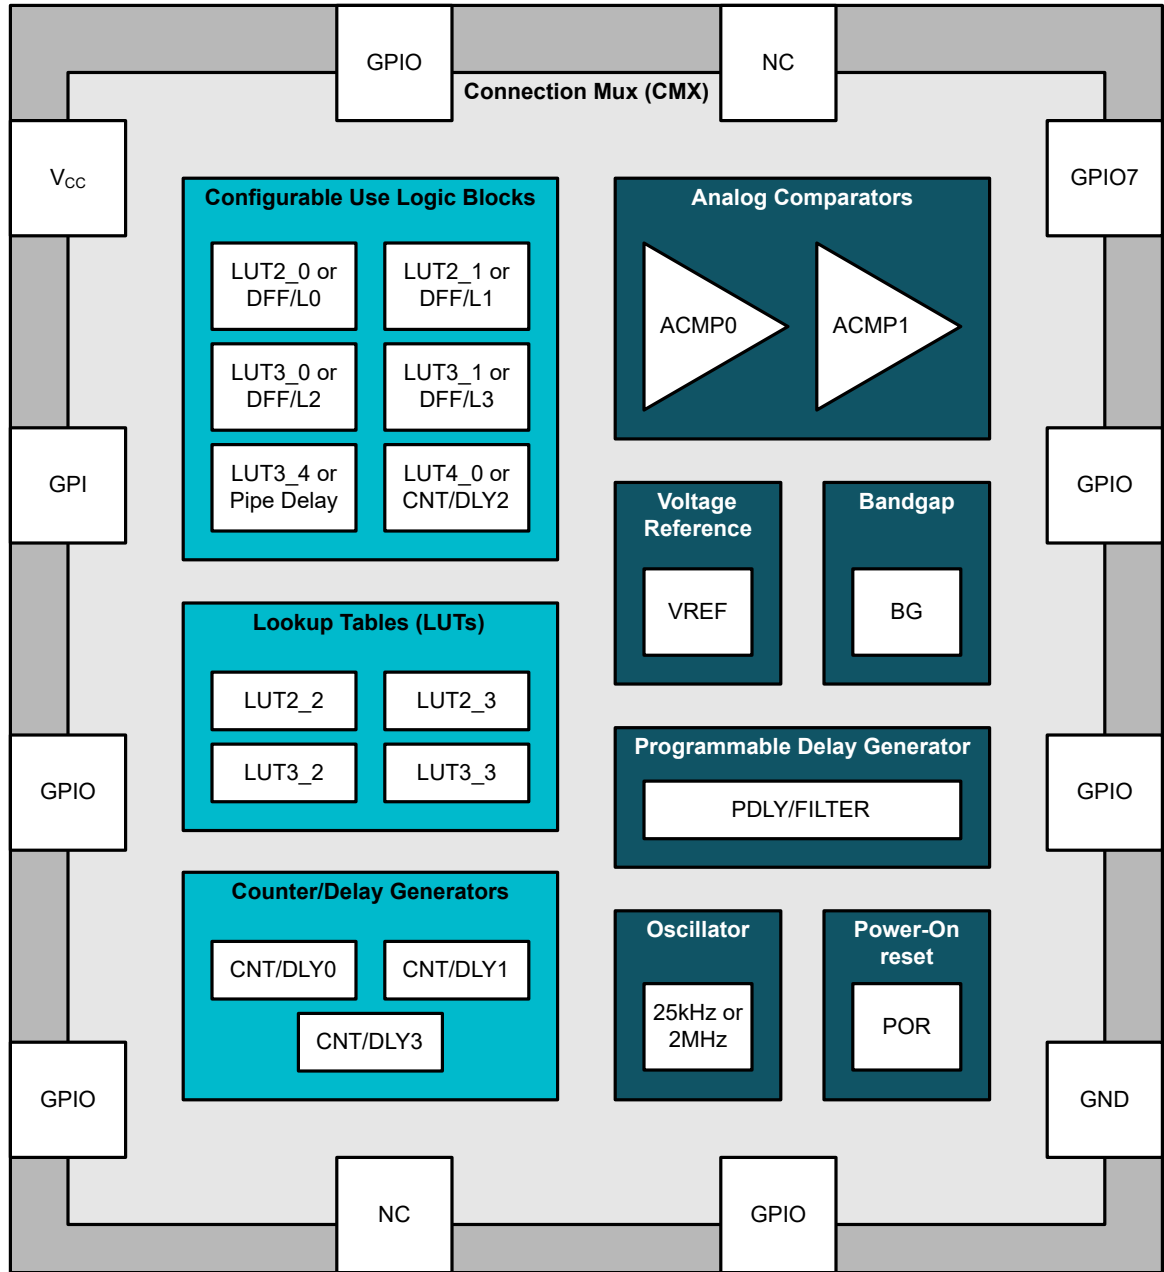 GPIO
NC
Connection Mux (CMX)
VCC
GPIO7
Configurable Use Logic Blocks
LUT2_0 or
DFF/L0
LUT2_1 or
DFF/L1
LUT3_0 or
DFF/L2
LUT3_1 or
DFF/L3
LUT3_4 or
Pipe Delay
LUT4_0 or
CNT/DLY2
Analog Comparators
ACMP0
ACMP1
GPI
GPIO
Voltage
Reference
VREF
Bandgap
BG
Lookup Tables (LUTs)
LUT2_2
LUT2_3
LUT3_2
LUT3_3
GPIO
GPIO
Programmable Delay Generator
PDLY/FILTER
Counter/Delay Generators
CNT/DLY0
CNT/DLY1
CNT/DLY3
Oscillator
25kHz or
2MHz
Power-On
reset
POR
GPIO
GND
NC
GPIO